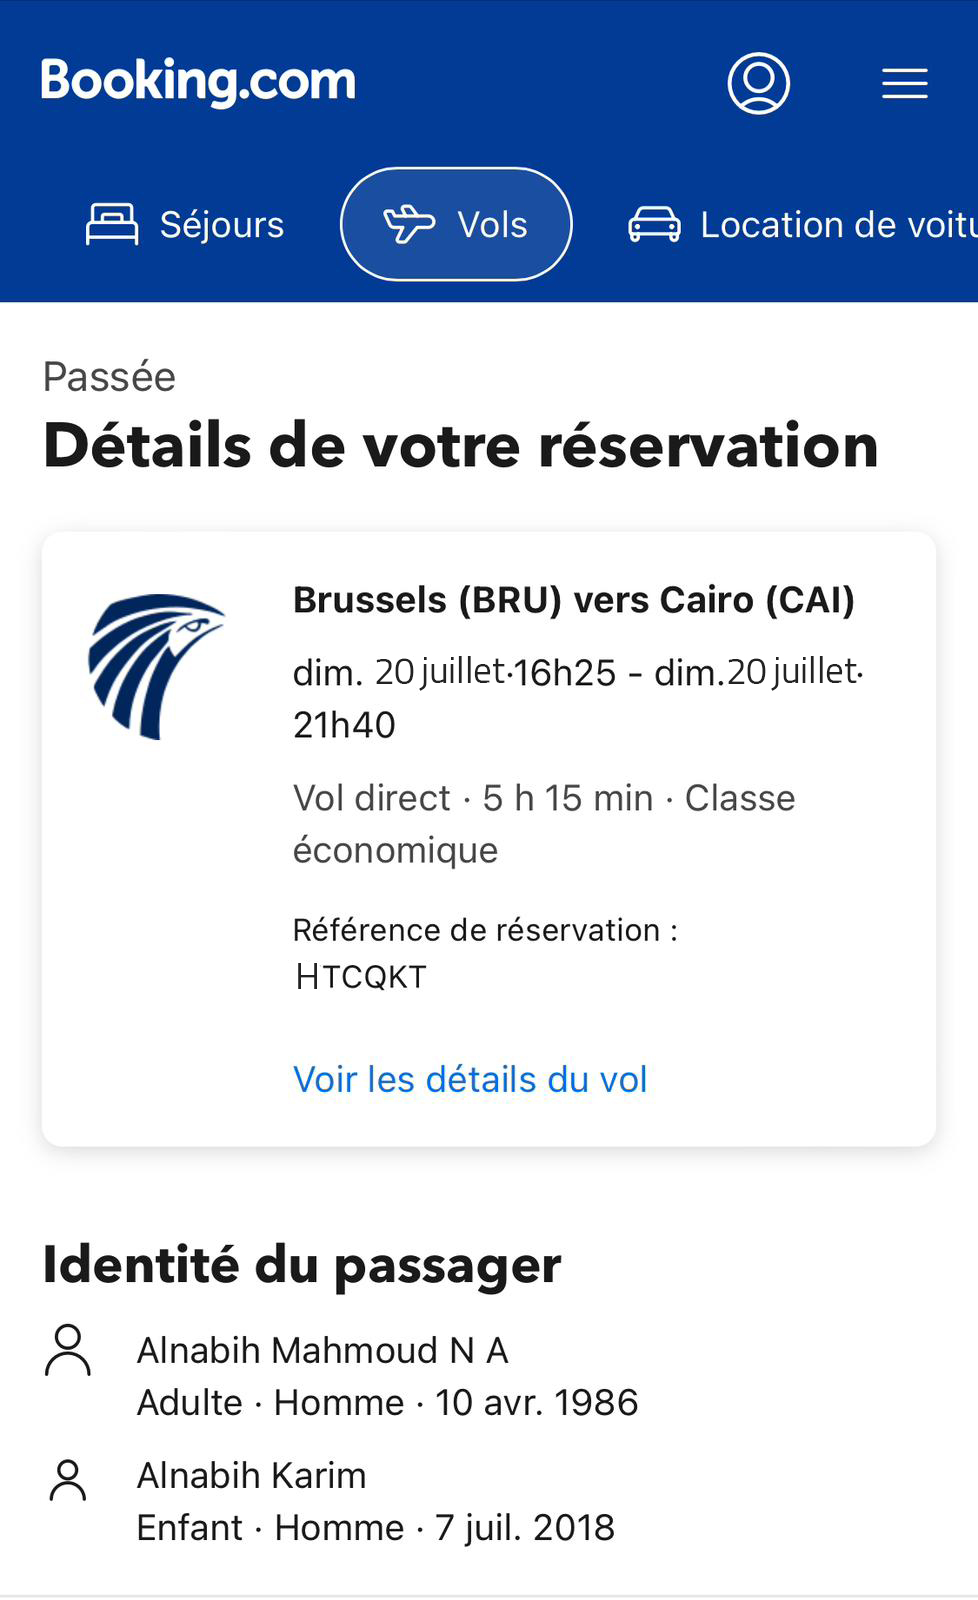 Booking.com
Séjours
Vols
Location de voitu
Passée
Détails de votre réservation
Brussels (BRU) vers Cairo (CAI)
dim. 20 juillet·16h25 - dim.20 juillet·
21h40
Vol direct · 5 h 15 min · Classe
économique
Référence de réservation :
HTCQKT
Voir les détails du vol
Identité du passager
Alnabih Mahmoud N A
Adulte · Homme · 10 avr. 1986
Alnabih Karim
Enfant · Homme · 7 juil. 2018